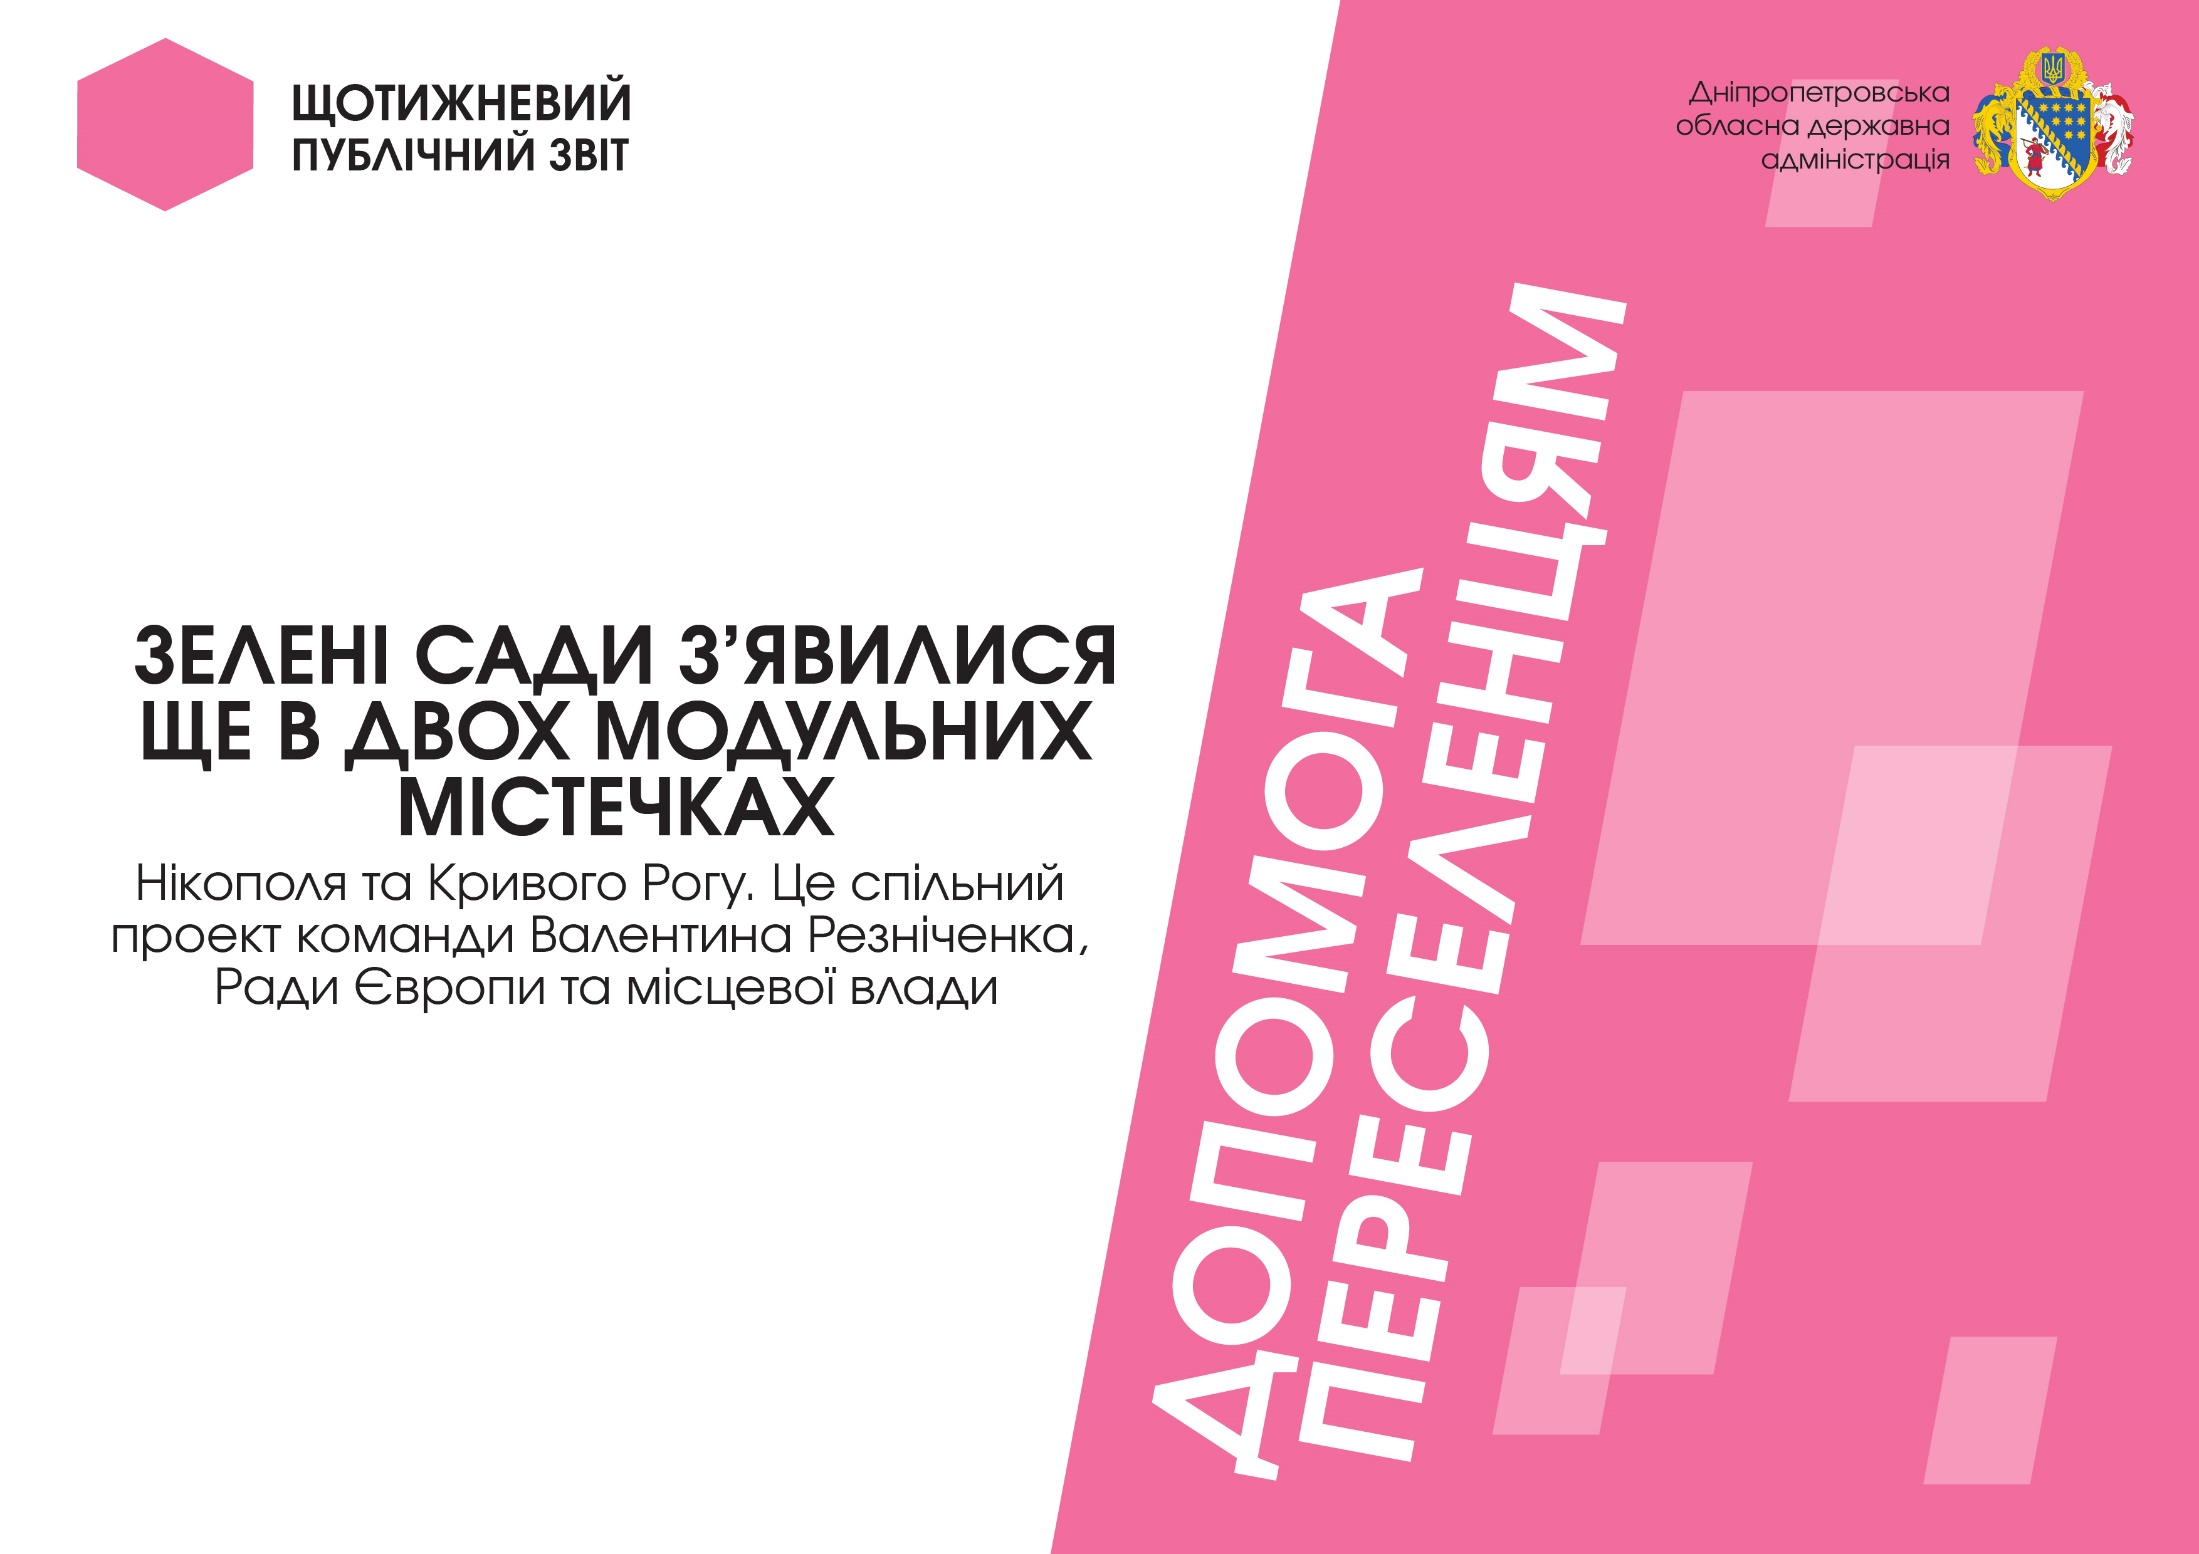 ЩОТИЖНЕВИЙ
ПУБЛІЧНИЙ ЗВІТ
Дніпропетровська
обласна державна
адміністрація
ЗЕЛЕНІ САДИ З’ЯВИЛИСЯ
ЩЕ В ДВОХ МОДУЛЬНИХ
МІСТЕЧКАХ
Нікополя та Кривого Рогу. Це спільний
проект команди Валентина Резніченка,
Ради Європи та місцевої влади
ДОПОМОГА
ПЕРЕСЕЛЕНЦЯМ